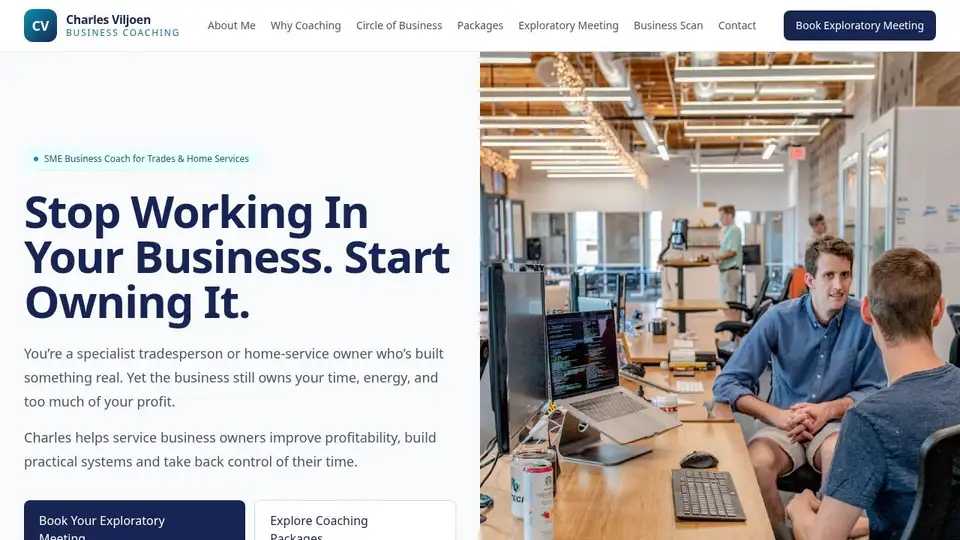 CV
Charles Viljoen
BUSINESS COACHING
About Me
Why Coaching
Circle of Business
Packages
Exploratory Meeting
Business Scan
Contact
Book Exploratory Meeting
SME Business Coach for Trades & Home Services
Stop Working In
Your Business. Start
Owning It.
You’re a specialist tradesperson or home-service owner who’s built
something real. Yet the business still owns your time, energy, and
too much of your profit.
Charles helps service business owners improve profitability, build
practical systems and take back control of their time.
Book Your Exploratory
Meeting
Explore Coaching
Packages